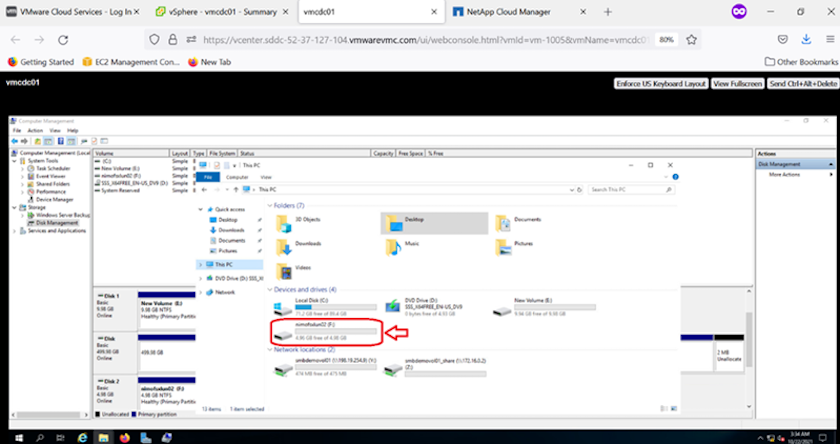 VMware Cloud Services - Log In
vSphere - vmcdc01 - Summary
vmcdc01
NetApp Cloud Manager
https://vcenter.sddc-52-37-127-104.vmwarevmc.com/ui/webconsole.html?vmId=vm-1005&vmName=vmcdc01
80%
Getting Started
EC2 Management Con...
New Tab
Other Bookmarks
vmcdc01
Enforce US Keyboard Layout
View Fullscreen
Send Ctrl+Alt+Delete
Computer Management
File Action View Help
Computer Management (Local
System Tools
Task Scheduler
Event Viewer
Shared Folders
Performance
Device Manager
Storage
Windows Server Backup
Disk Management
Services and Applications
Volume Layout Type File System Status Capacity Free Space % Free
(C:) Simple
New Volume (E:) Simple
nimofsxlun02 (F:) Simple
SSS_X64FREE_EN-US_DV9 (D:) Simple
System Reserved Simple
Actions
Disk Management
More Actions
This PC
File Computer View
This PC
Search This PC
Quick access
Desktop
Downloads
Documents
Pictures
This PC
DVD Drive (D:) SSS_X6
Network
Folders (7)
3D Objects
Desktop
Documents
Downloads
Music
Pictures
Videos
Devices and drives (4)
Local Disk (C:)
71.2 GB free of 89.4 GB
DVD Drive (D:)
SSS_X64FREE_EN-US_DV9
0 bytes free of 4.93 GB
New Volume (E:)
9.94 GB free of 9.98 GB
nimofsxlun02 (F:)
4.96 GB free of 4.98 GB
Network locations (2)
smbdemovol01 (\\198.19.254.8) (Y:)
474 MB free of 475 MB
smbdemovol01_share (\\172.16.0.2)
(Z:)
13 items 1 item selected
Disk 1
Basic
9.98 GB
Online
New Volume (E:)
9.98 GB NTFS
Healthy (Primary Partition)
Disk
Basic
499.98 GB
499.98 GB
2 MB
Unallocate
Disk 2
Basic
4.98 GB
Online
nimofsxlun02 (F:)
4.98 GB NTFS
Healthy (Primary Partition)
Unallocated Primary partition
3:34 AM
10/22/2021